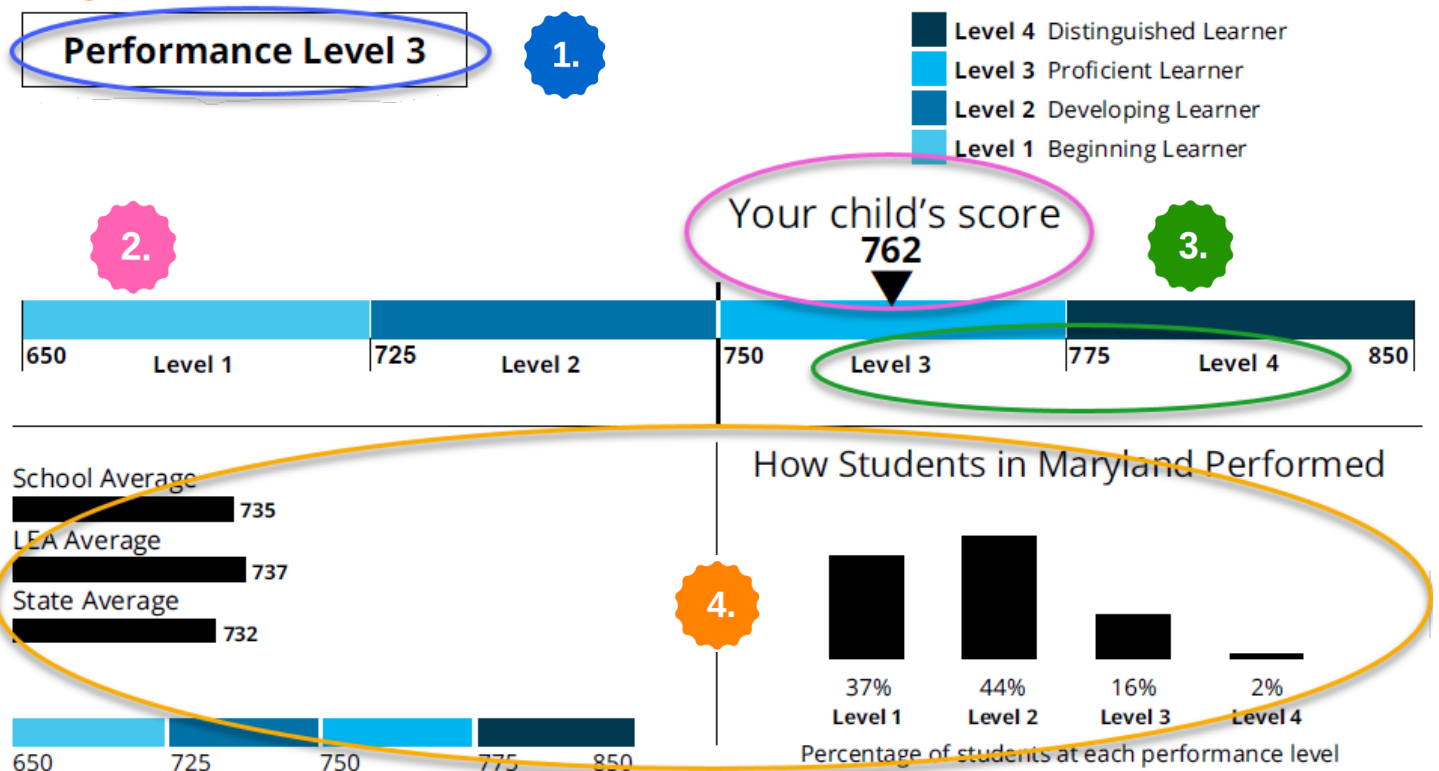 Performance Level 3
1.
Level 4 Distinguished Learner
Level 3 Proficient Learner
Level 2 Developing Learner
Level 1 Beginning Learner
2.
Your child's score
762
3.
650 Level 1 725 Level 2 750 Level 3 775 Level 4 850
School Average
735
LEA Average
737
State Average
732
650 725 750 775 850
4.
How Students in Maryland Performed
37% 44% 16% 2%
Level 1 Level 2 Level 3 Level 4
Percentage of students at each performance level